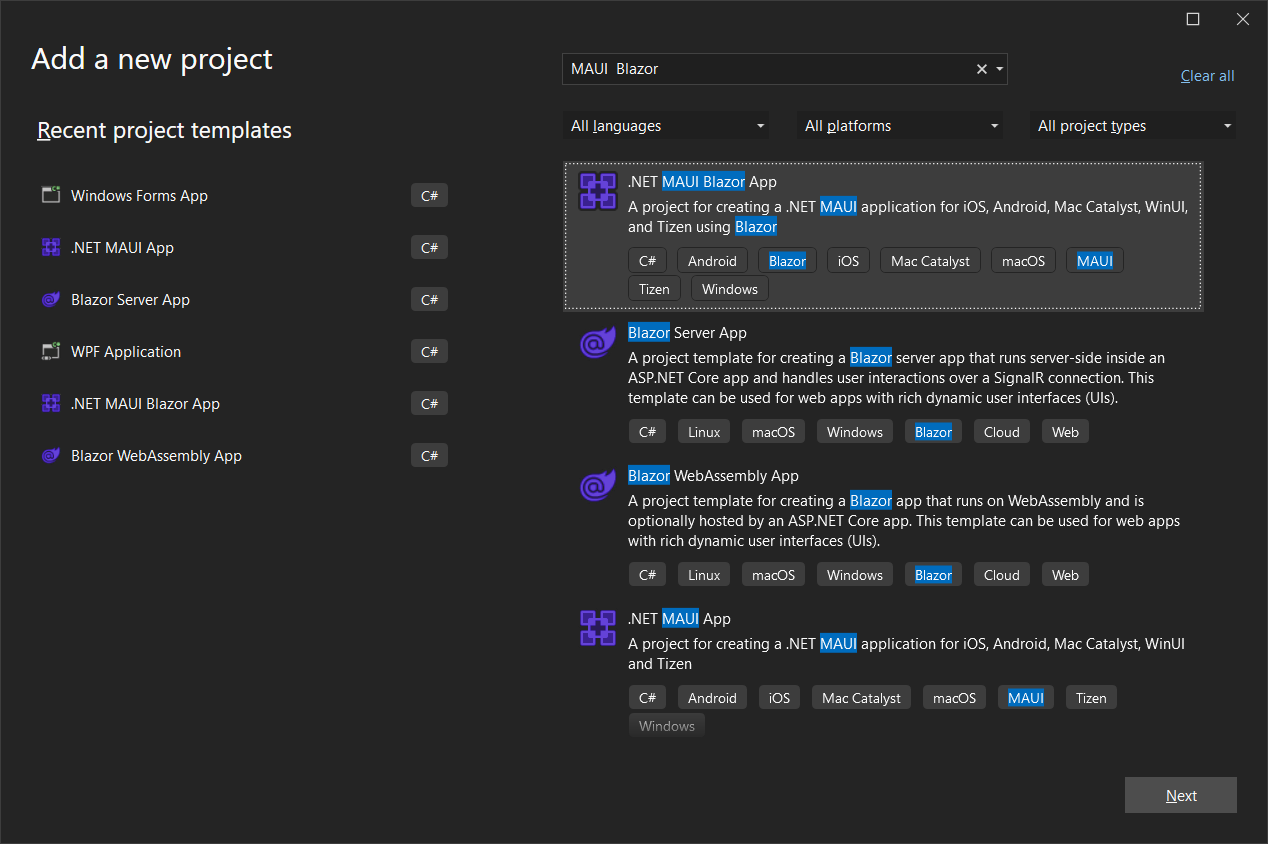 Add a new project
MAUI  Blazor
Clear all
Recent project templates
All languages
All platforms
All project types
Windows Forms App
C#
.NET MAUI App
C#
Blazor Server App
C#
WPF Application
C#
.NET MAUI Blazor App
C#
Blazor WebAssembly App
C#
.NET MAUI Blazor App
A project for creating a .NET MAUI application for iOS, Android, Mac Catalyst, WinUI,
and Tizen using Blazor
C# Android Blazor iOS Mac Catalyst macOS MAUI
Tizen Windows
Blazor Server App
A project template for creating a Blazor server app that runs server-side inside an
ASP.NET Core app and handles user interactions over a SignalR connection. This
template can be used for web apps with rich dynamic user interfaces (UIs).
C# Linux macOS Windows Blazor Cloud Web
Blazor WebAssembly App
A project template for creating a Blazor app that runs on WebAssembly and is
optionally hosted by an ASP.NET Core app. This template can be used for web apps
with rich dynamic user interfaces (UIs).
C# Linux macOS Windows Blazor Cloud Web
.NET MAUI App
A project for creating a .NET MAUI application for iOS, Android, Mac Catalyst, WinUI
and Tizen
C# Android iOS Mac Catalyst macOS MAUI Tizen
Windows
Next